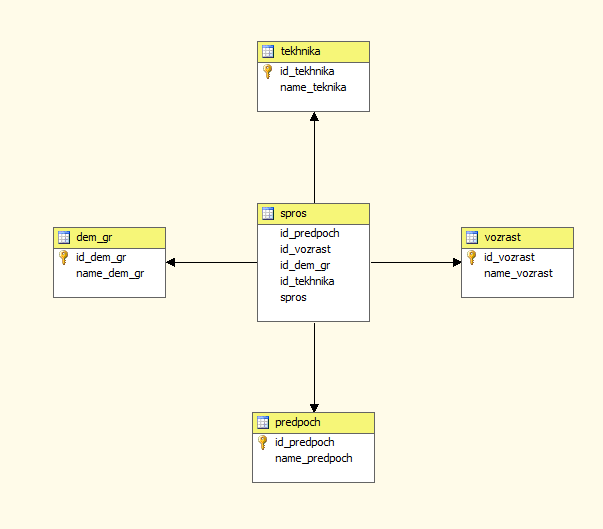 tekhnika
id_tekhnika
name_teknika
spros
id_predpoch
id_vozrast
id_dem_gr
id_tekhnika
spros
dem_gr
id_dem_gr
name_dem_gr
vozrast
id_vozrast
name_vozrast
predpoch
id_predpoch
name_predpoch